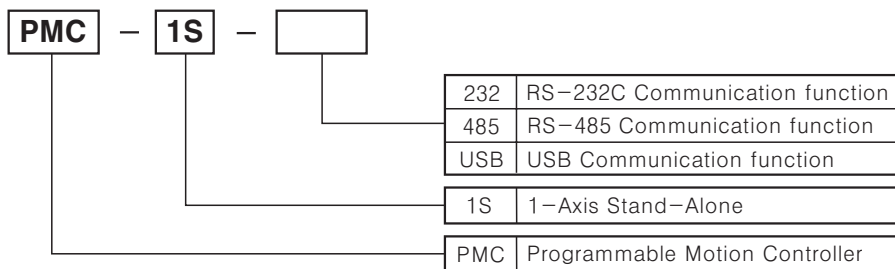 PMC - 1S -
232 RS-232C Communication function
485 RS-485 Communication function
USB USB Communication function
1S 1-Axis Stand-Alone
PMC Programmable Motion Controller